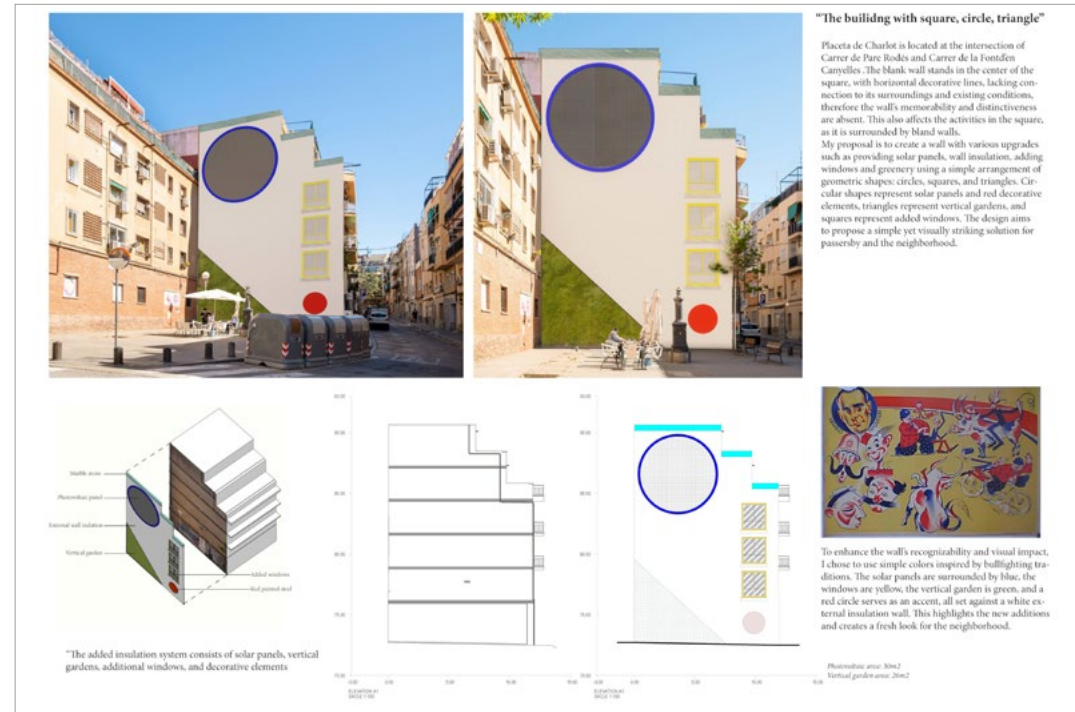 "The builidng with square, circle, triangle"
Placeta de Charlot is located at the intersection of
Carrer de Parc Rodés and Carrer de la Fontd'en
Canyelles .The blank wall stands in the center of the
square, with horizontal decorative lines, lacking con-
nection to its surroundings and existing conditions,
therefore the wall's memorability and distinctiveness
are absent. This also affects the activities in the square,
as it is surrounded by bland walls.
My proposal is to create a wall with various upgrades
such as providing solar panels, wall insulation, adding
windows and greenery using a simple arrangement of
geometric shapes: circles, squares, and triangles. Cir-
cular shapes represent solar panels and red decorative
elements, triangles represent vertical gardens, and
squares represent added windows. The design aims
to propose a simple yet visually striking solution for
passersby and the neighborhood.
Marble stone
Photovoltaic panel
External wall isulation
Vertical garden
Added windows
Red painted steel
"The added insulation system consists of solar panels, vertical
gardens, additional windows, and decorative elements
ELEVATION A1
ELEVATION A1
To enhance the wall's recognizability and visual impact,
I chose to use simple colors inspired by bullfighting tra-
ditions. The solar panels are surrounded by blue, the
windows are yellow, the vertical garden is green, and a
red circle serves as an accent, all set against a white ex-
ternal insulation wall. This highlights the new additions
and creates a fresh look for the neighborhood.
Photovoltaic area: 30m2
Vertical garden area: 26m2